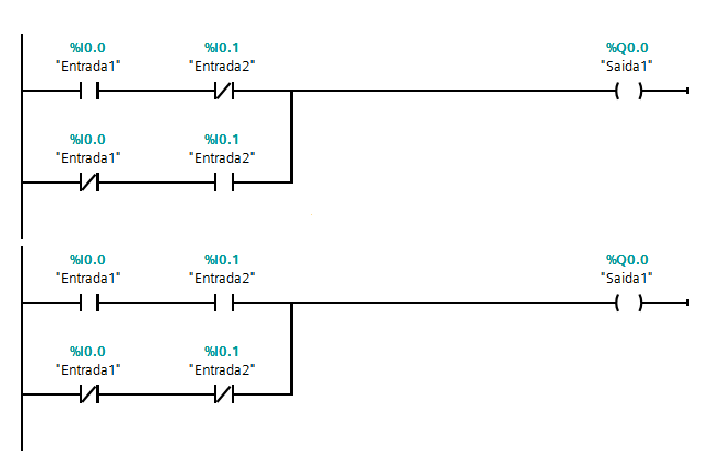 %I0.0 %I0.1 %Q0.0
"Entrada1" "Entrada2" "Saida1"
%I0.0 %I0.1
"Entrada1" "Entrada2"
%I0.0 %I0.1 %Q0.0
"Entrada1" "Entrada2" "Saida1"
%I0.0 %I0.1
"Entrada1" "Entrada2"